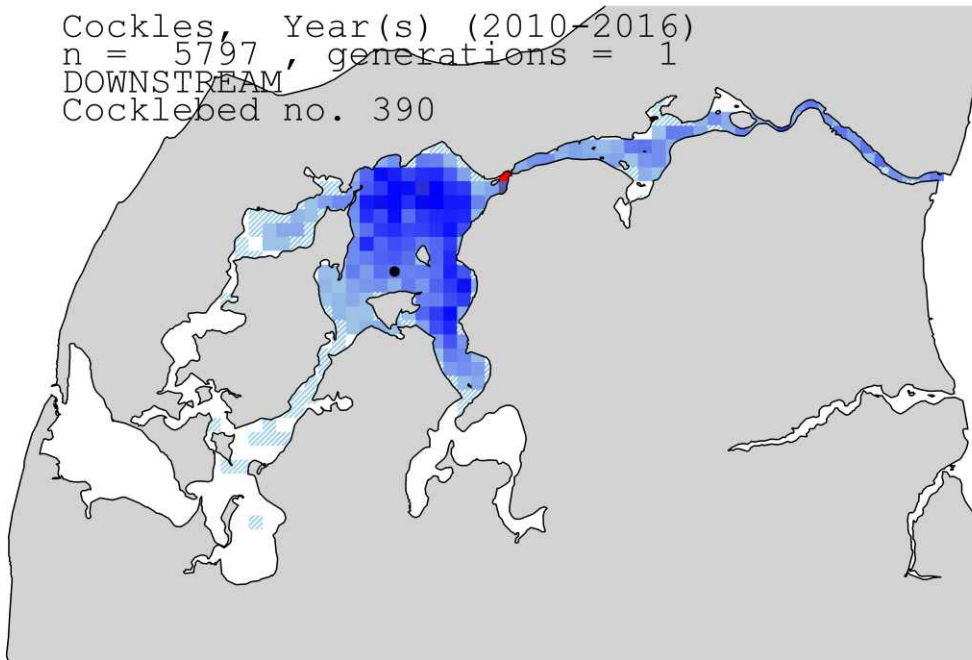 Cockles, Year(s) (2010-2016)
n = 5797 , generations = 1
DOWNSTREAM
Cocklebed no. 390